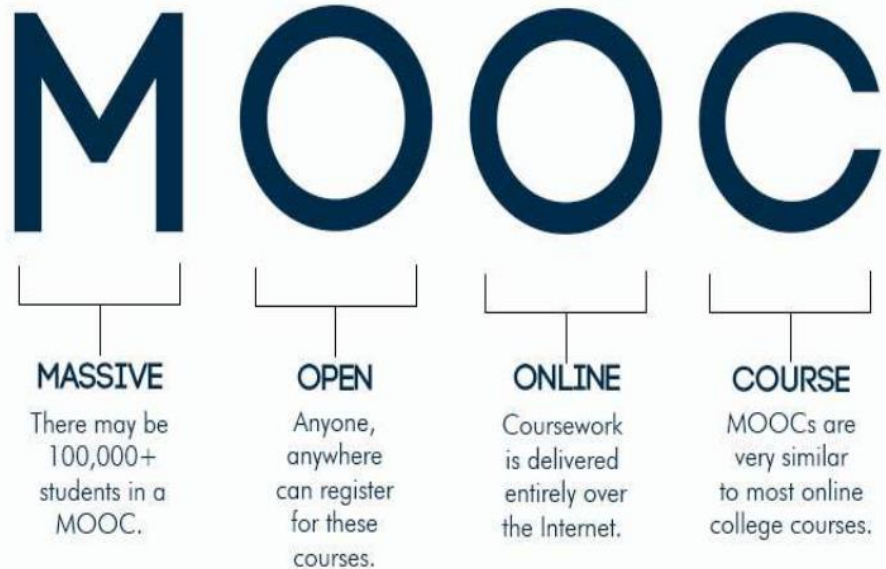 MOOC
MASSIVE
There may be
100,000+
students in a
MOOC.
OPEN
Anyone,
anywhere
can register
for these
courses.
ONLINE
Coursework
is delivered
entirely over
the Internet.
COURSE
MOOCs are
very similar
to most online
college courses.